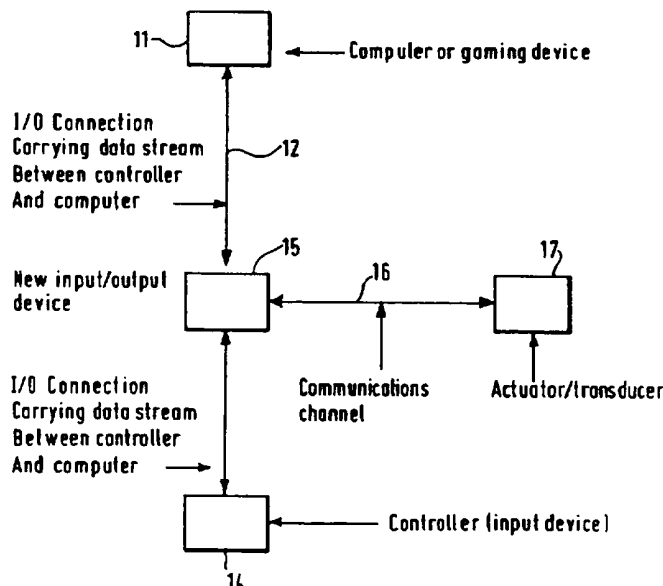 11
Computer or gaming device
I/O Connection
Carrying data stream
Between controller
And computer
12
15
New input/output
device
16
17
Communications
channel
Actuator/transducer
I/O Connection
Carrying data stream
Between controller
And computer
Controller (input device)
14